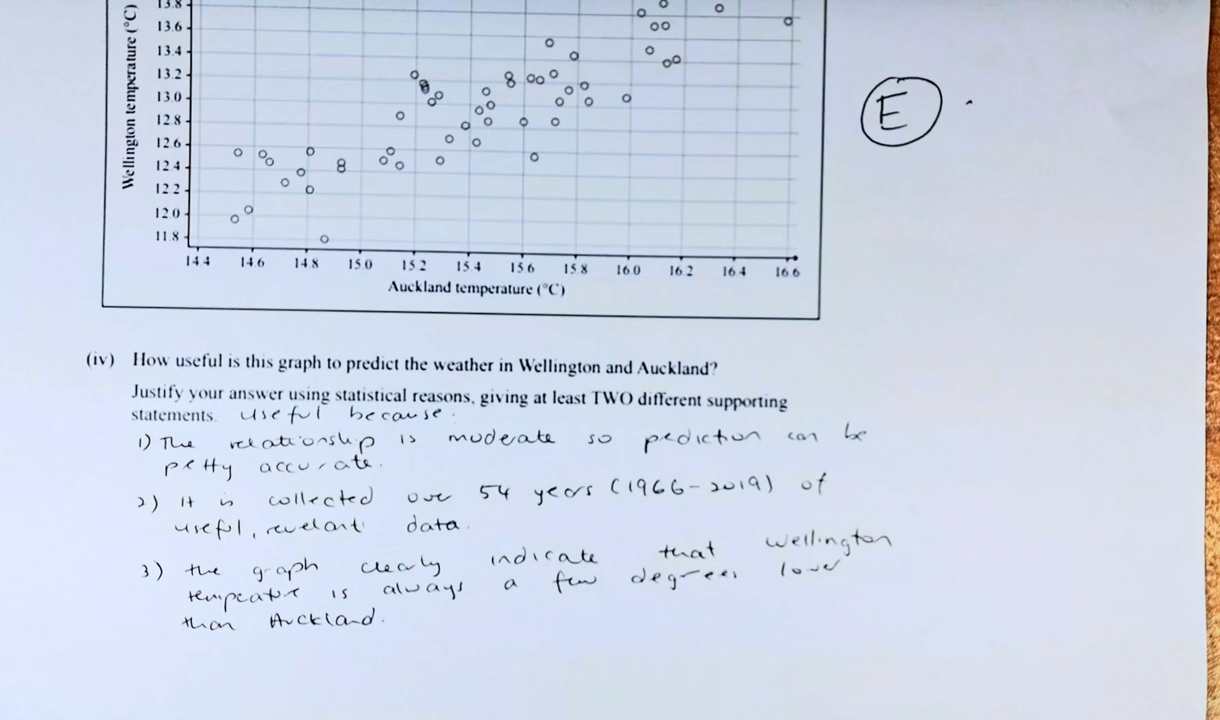 13.8
13.6
13.4
13.2
13.0
12.8
12.6
12.4
12.2
12.0
11.8
Wellington temperature (°C)
14.4 14.6 14.8 15.0 15.2 15.4 15.6 15.8 16.0 16.2 16.4 16.6
Auckland temperature (°C)
E
(iv) How useful is this graph to predict the weather in Wellington and Auckland?
Justify your answer using statistical reasons, giving at least TWO different supporting
statements. useful because.
1) The relationship is moderate so pediction can be
petty accurate.
2) It is collected over 54 years (1966-2019) of
useful, revelant data.
3) the graph clearly indicate that wellington
tempeature is always a few degrees lower
than Auckland.